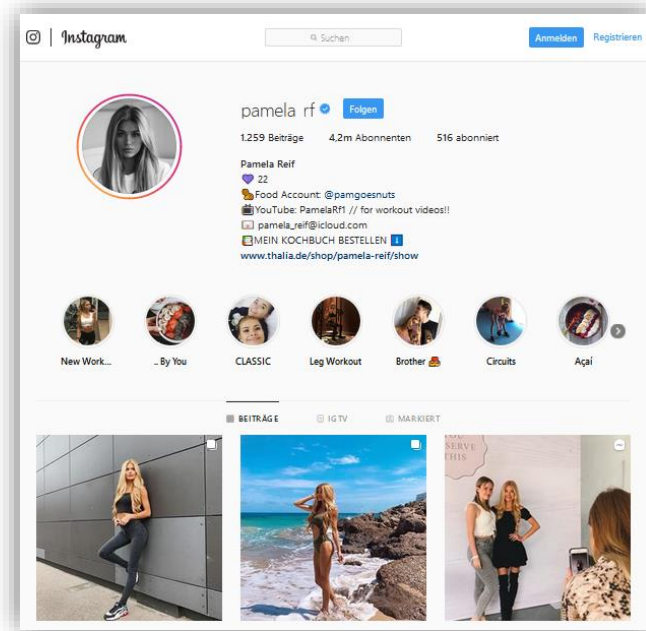 Instagram
Suchen
Anmelden
Registrieren
pamela_rf
Folgen
1.259 Beiträge 4,2m Abonnenten 516 abonniert
Pamela Reif
💜 22
🥜Food Account: @pamgoesnuts
📺YouTube: PamelaRf1 // for workout videos!!
💌 pamela_reif@icloud.com
📗MEIN KOCHBUCH BESTELLEN ⬇️
www.thalia.de/shop/pamela-reif/show
New Work...
.. By You
CLASSIC
Leg Workout
Brother
Circuits
Açaí
BEITRÄGE
IGTV
MARKIERT
SERVE
THIS